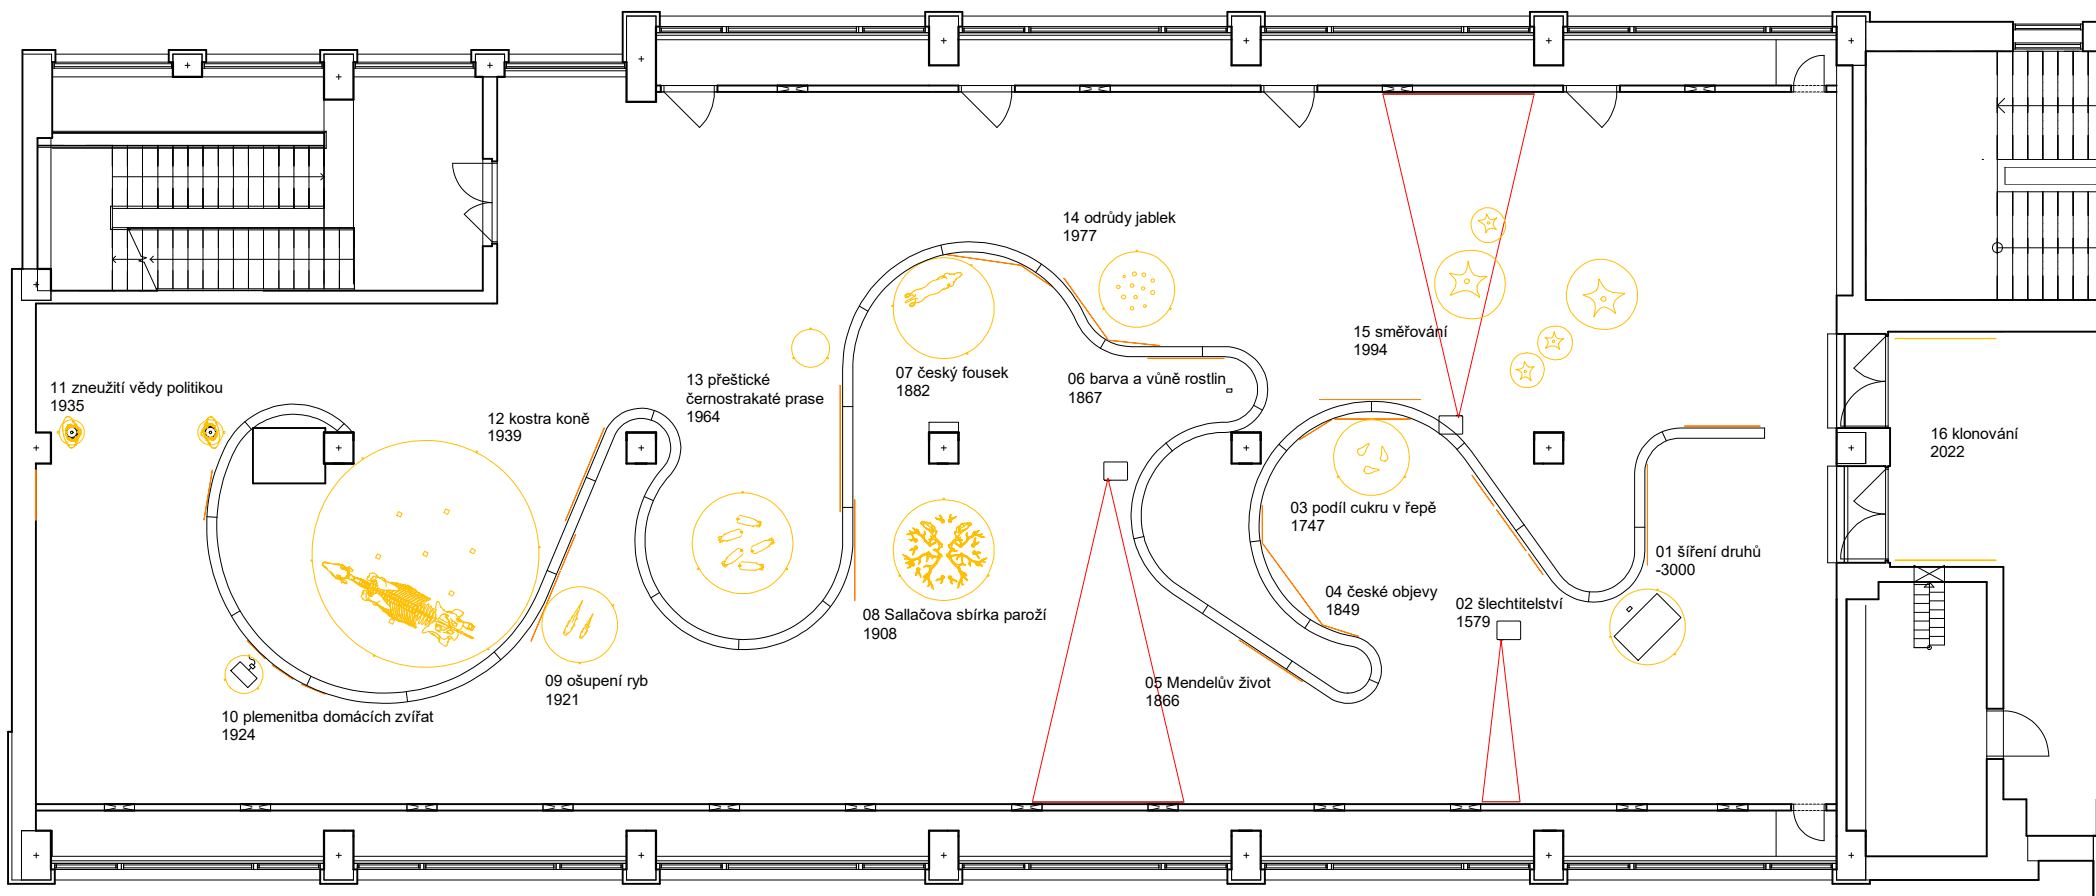 14 odrůdy jablek
1977
15 směřování
1994
11 zneužití vědy politikou
1935
12 kostra koně
1939
13 přeštické
černostrakaté prase
1964
07 český fousek
1882
06 barva a vůně rostlin
1867
16 klonování
2022
03 podíl cukru v řepě
1747
01 šíření druhů
-3000
04 české objevy
1849
02 šlechtitelství
1579
08 Sallačova sbírka paroží
1908
09 ošupení ryb
1921
05 Mendelův život
1866
10 plemenitba domácích zvířat
1924